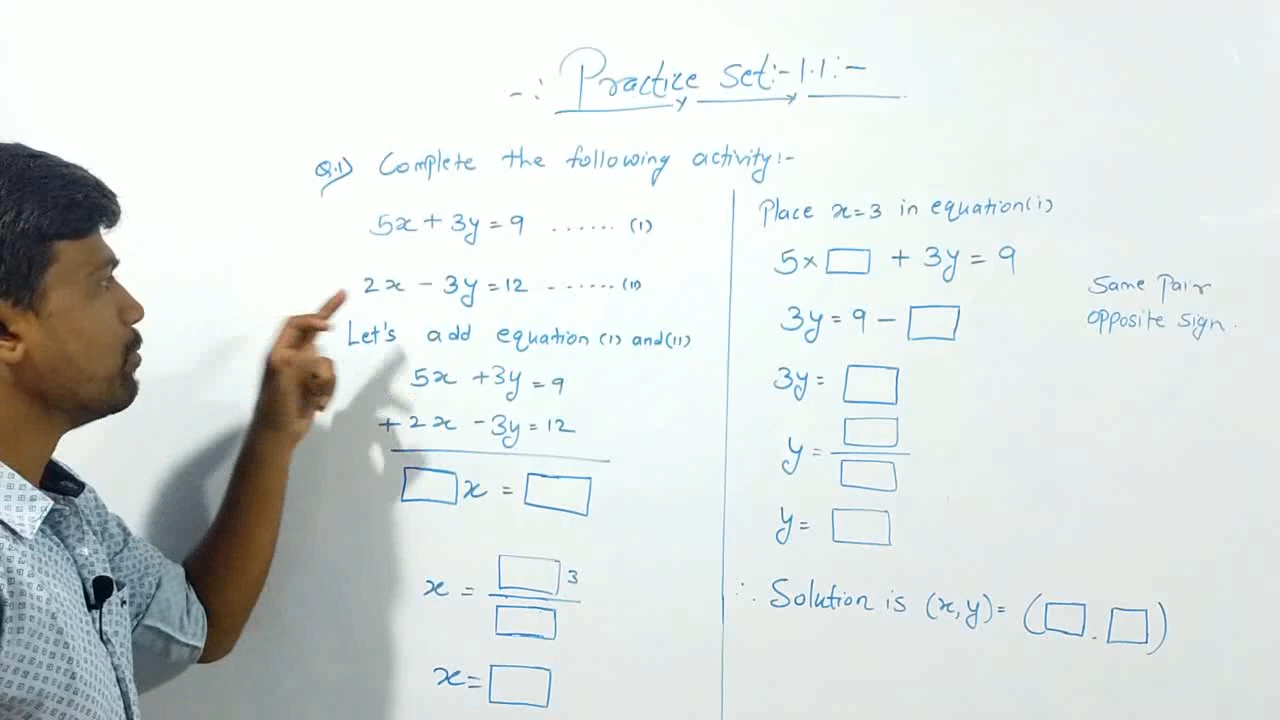 -: Practice set:- 1.1:-
Q.1) Complete the following activity:-
5x + 3y = 9 ...... (I)
2x - 3y = 12 ....... (II)
Let's add equation (I) and (II)
5x + 3y = 9
+ 2x - 3y = 12
□x = □
x = □ 3
□
x = □
Place x=3 in equation (i)
5x □ + 3y = 9
3y = 9 - □
3y = □
y = □
□
y = □
∴ Solution is (x, y) = (□ , □)
Same Pair
opposite sign.